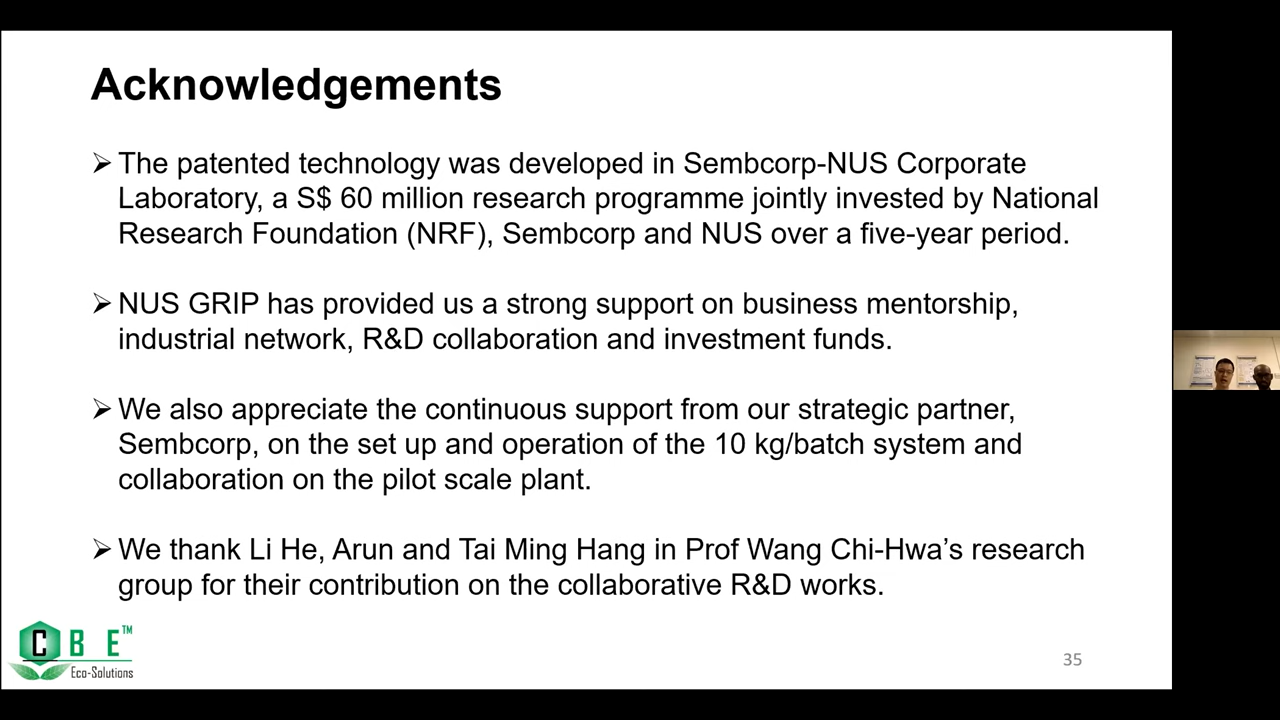 Acknowledgements
➢ The patented technology was developed in Sembcorp-NUS Corporate
Laboratory, a S$ 60 million research programme jointly invested by National
Research Foundation (NRF), Sembcorp and NUS over a five-year period.
➢ NUS GRIP has provided us a strong support on business mentorship,
industrial network, R&D collaboration and investment funds.
➢ We also appreciate the continuous support from our strategic partner,
Sembcorp, on the set up and operation of the 10 kg/batch system and
collaboration on the pilot scale plant.
➢ We thank Li He, Arun and Tai Ming Hang in Prof Wang Chi-Hwa’s research
group for their contribution on the collaborative R&D works.
C B E™
Eco-Solutions
35